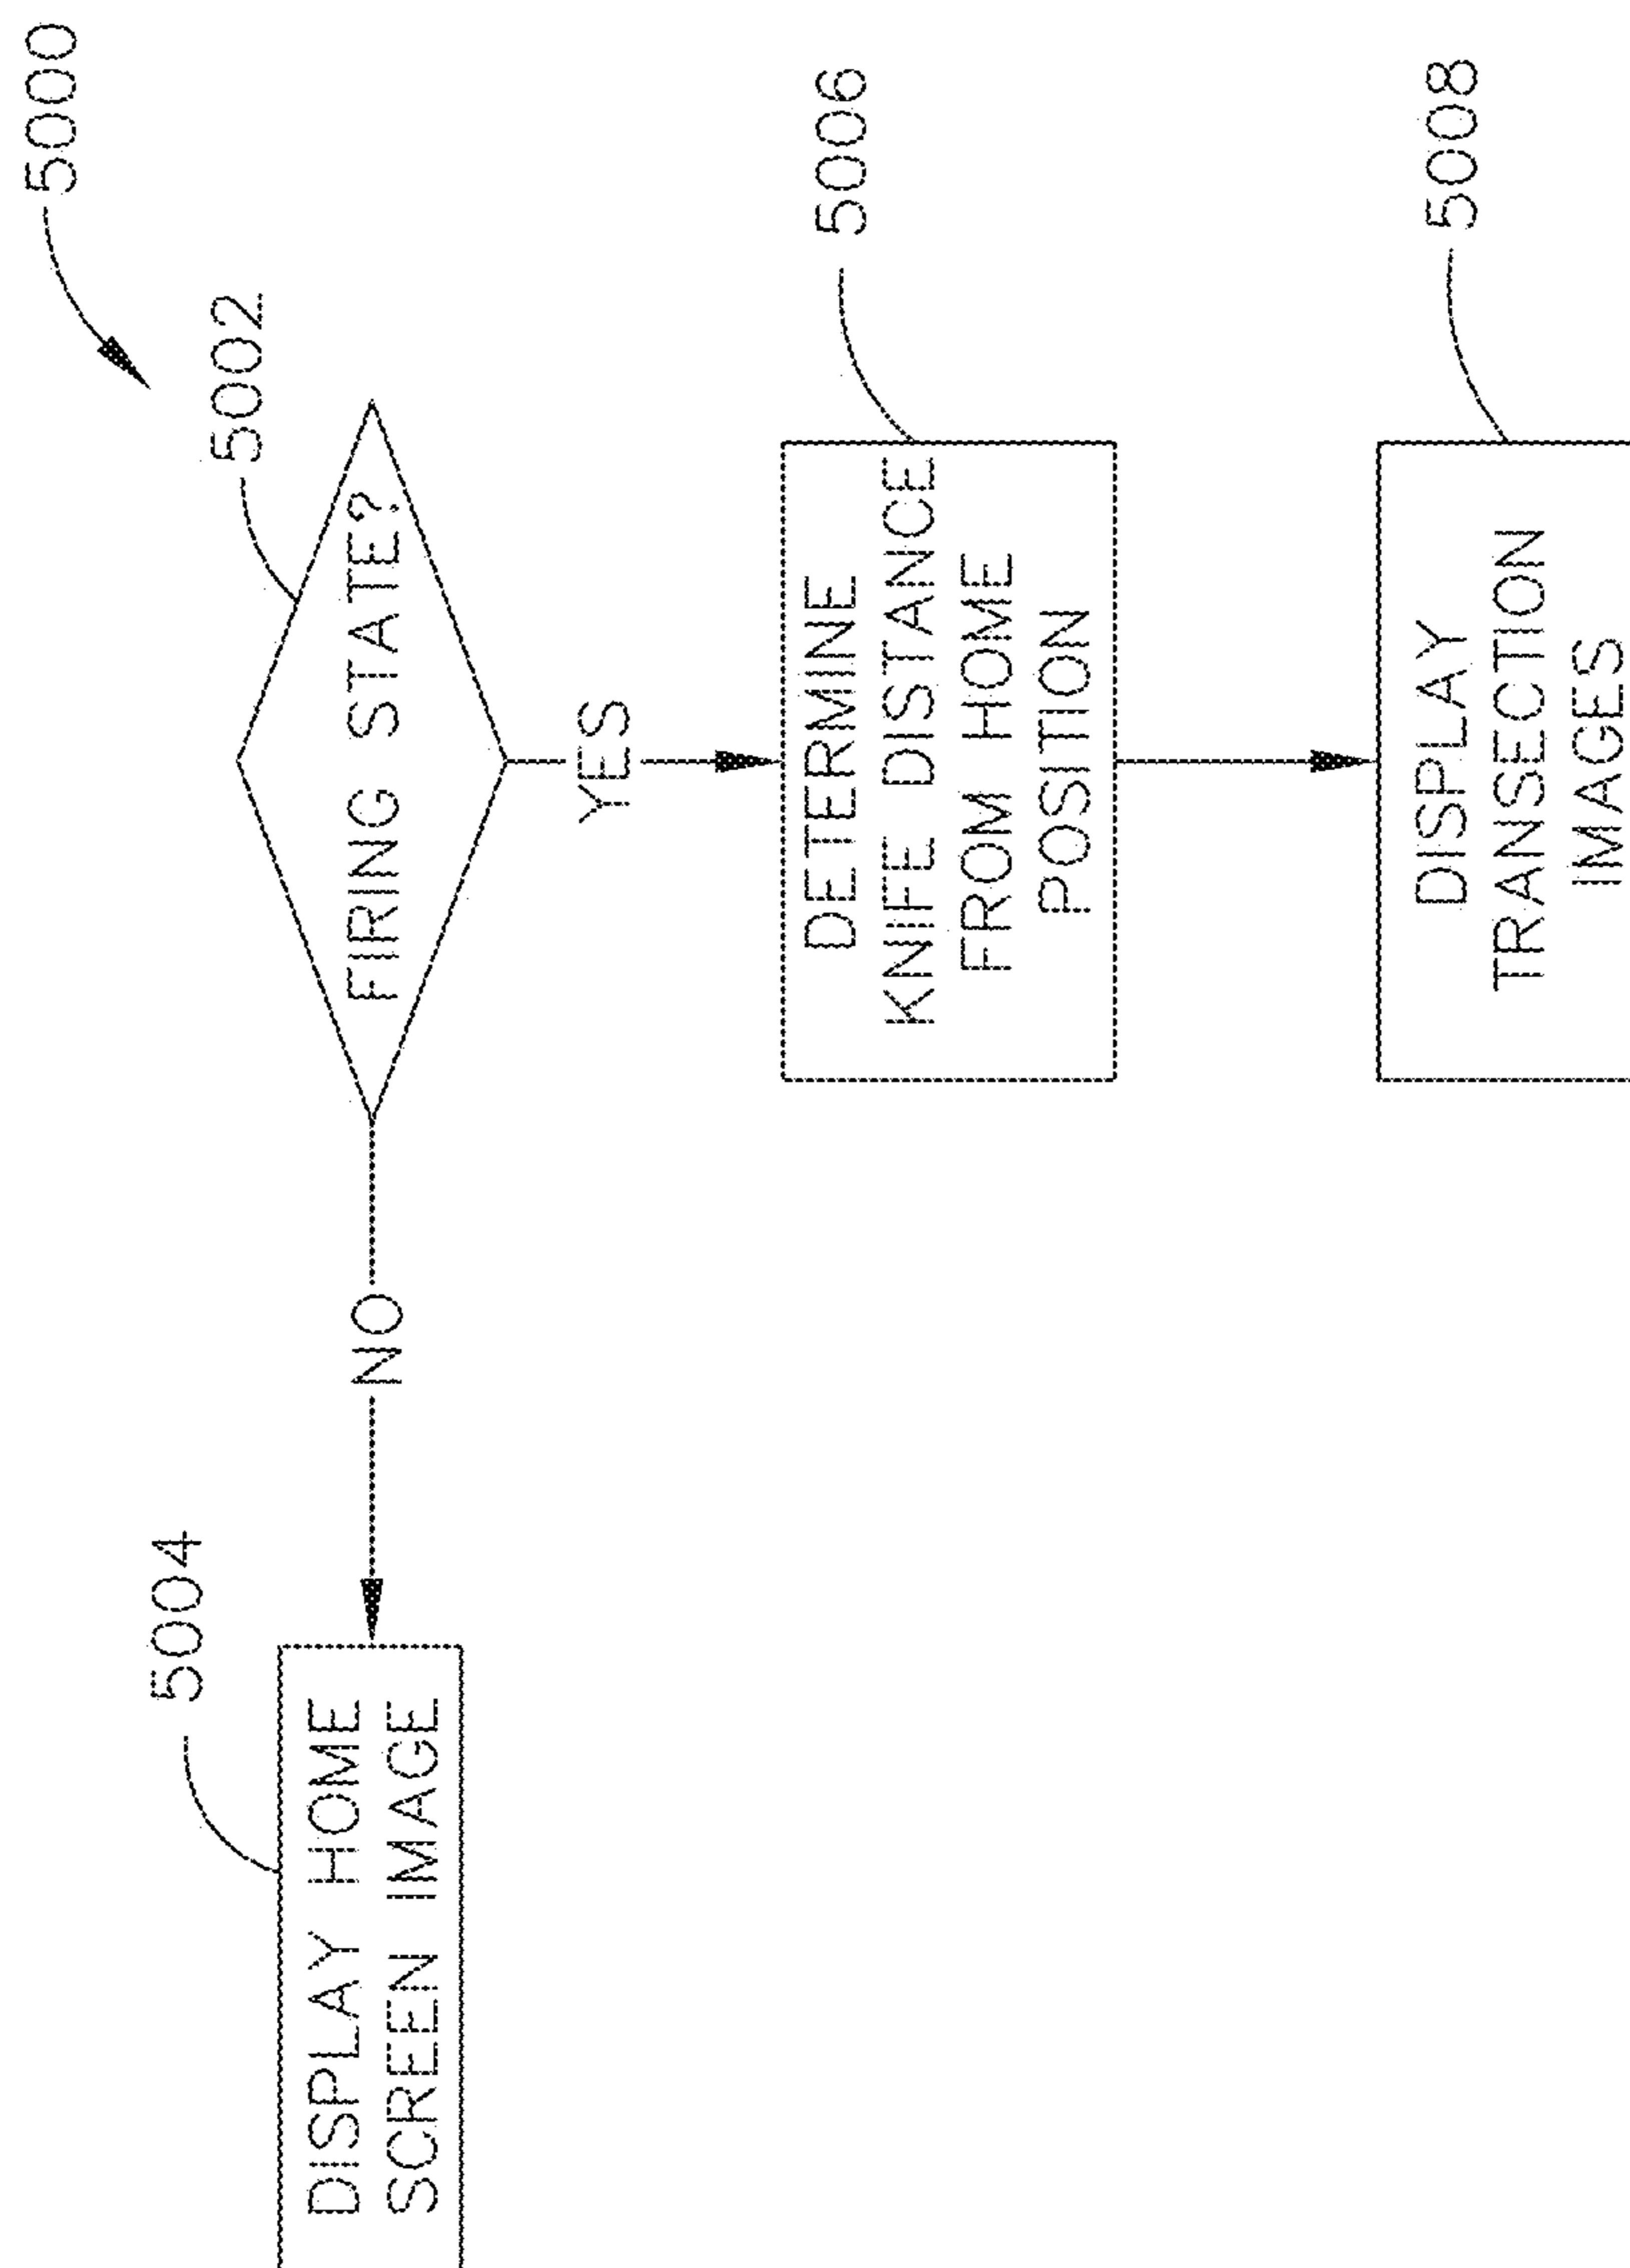 5000
5002
FIRING STATE?
NO
YES
5004
DISPLAY HOME
SCREEN IMAGE
5006
DETERMINE
KNIFE DISTANCE
FROM HOME
POSITION
5008
DISPLAY
TRANSECTION
IMAGES